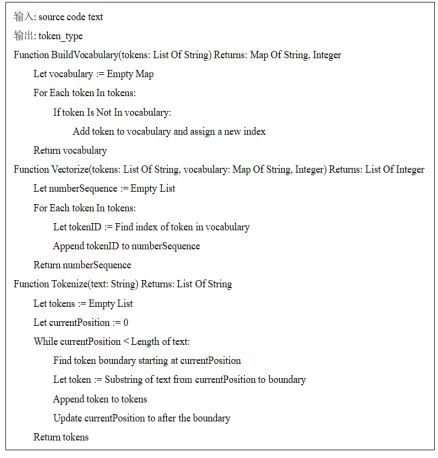 输入: source code text
输出: token_type
Function BuildVocabulary(tokens: List Of String) Returns: Map Of String, Integer
Let vocabulary := Empty Map
For Each token In tokens:
If token Is Not In vocabulary:
Add token to vocabulary and assign a new index
Return vocabulary
Function Vectorize(tokens: List Of String, vocabulary: Map Of String, Integer) Returns: List Of Integer
Let numberSequence := Empty List
For Each token In tokens:
Let tokenID := Find index of token in vocabulary
Append tokenID to numberSequence
Return numberSequence
Function Tokenize(text: String) Returns: List Of String
Let tokens := Empty List
Let currentPosition := 0
While currentPosition < Length of text:
Find token boundary starting at currentPosition
Let token := Substring of text from currentPosition to boundary
Append token to tokens
Update currentPosition to after the boundary
Return tokens